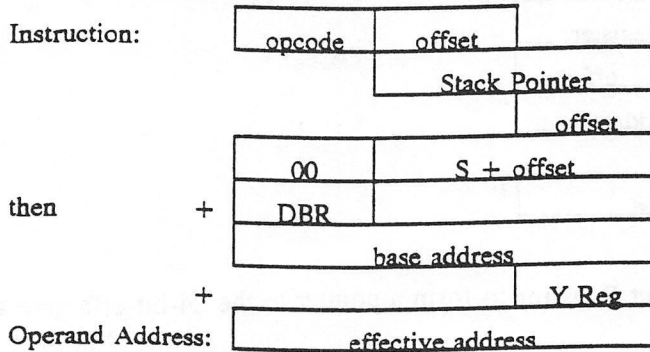 Instruction: opcode offset
Stack Pointer
offset
00 S + offset
then + DBR
base address
+ Y Reg
Operand Address: effective address